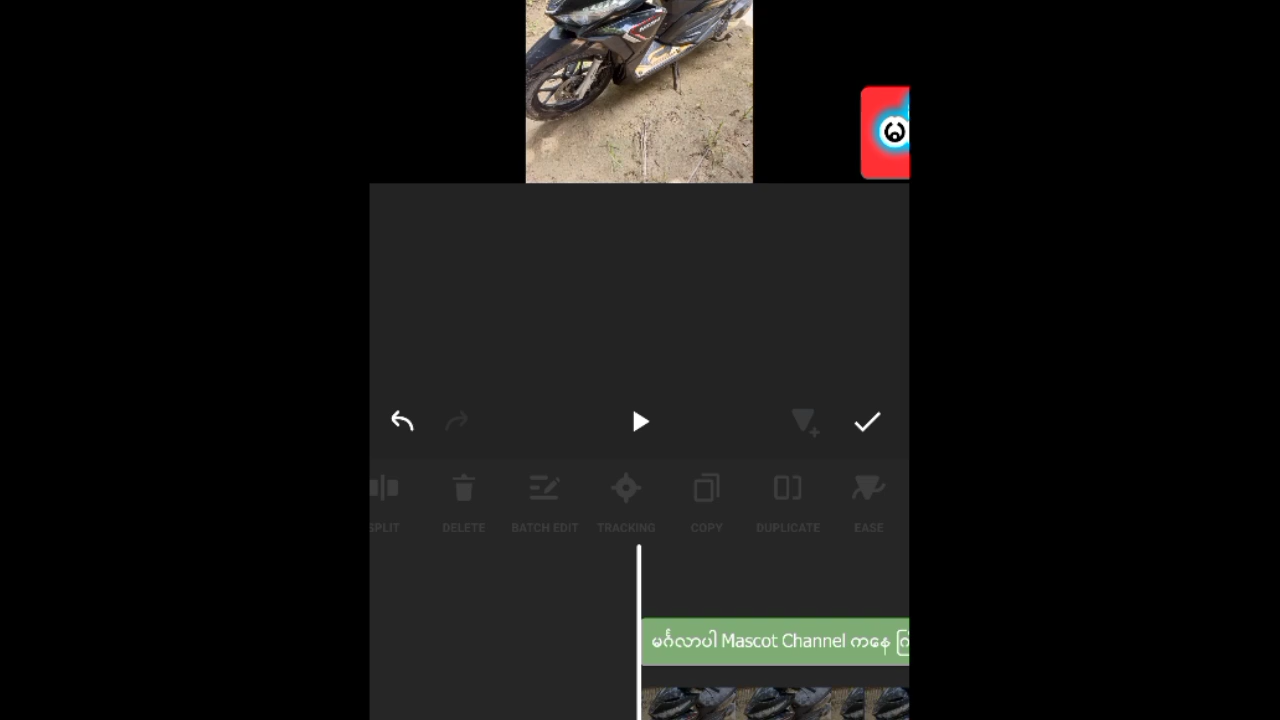 SPLIT
DELETE
BATCH EDIT
TRACKING
COPY
DUPLICATE
EASE
မင်္ဂလာပါ Mascot Channel ကနေ